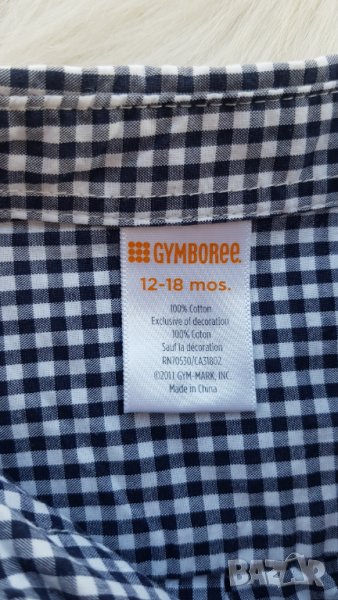 GYMBOREE
12-18 mos.
100% Cotton
Exclusive of decoration
100% Coton
Sauf la décoration
RN70530/CA31802
©2011 GYM-MARK, INC.
Made in China
BAZAR